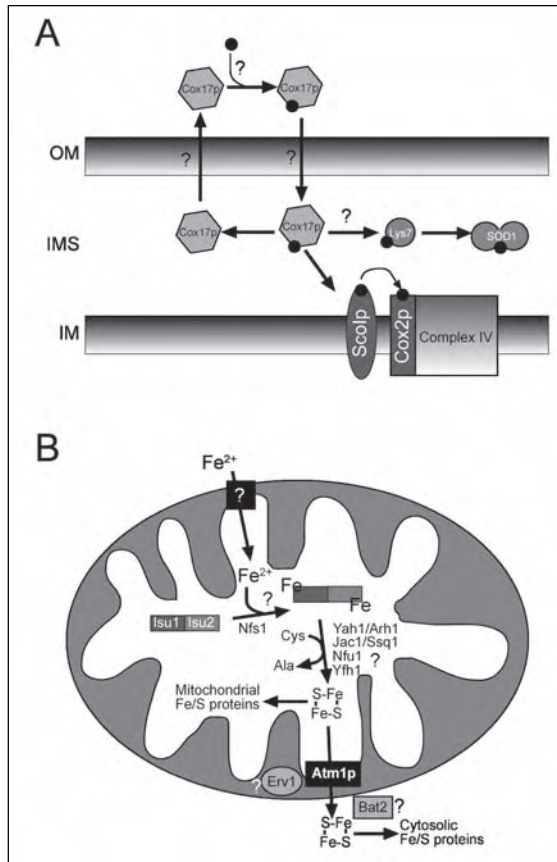 A
?
Cox17p
Cox17p
OM
?
?
IMS
Cox17p
Cox17p
?
Lys7
SOD1
IM
ScoIp
Cox2p
Complex IV
B
Fe2+
?
Fe2+
?
Fe
Fe
Isu1 Isu2
Nfs1
Cys
Ala
Yah1/Arh1
Jac1/Ssq1
Nfu1
Yfh1
?
Mitochondrial
Fe/S proteins
S-Fe
Fe-S
?
Erv1
Atm1p
Bat2
?
S-Fe
Fe-S
Cytosolic
Fe/S proteins